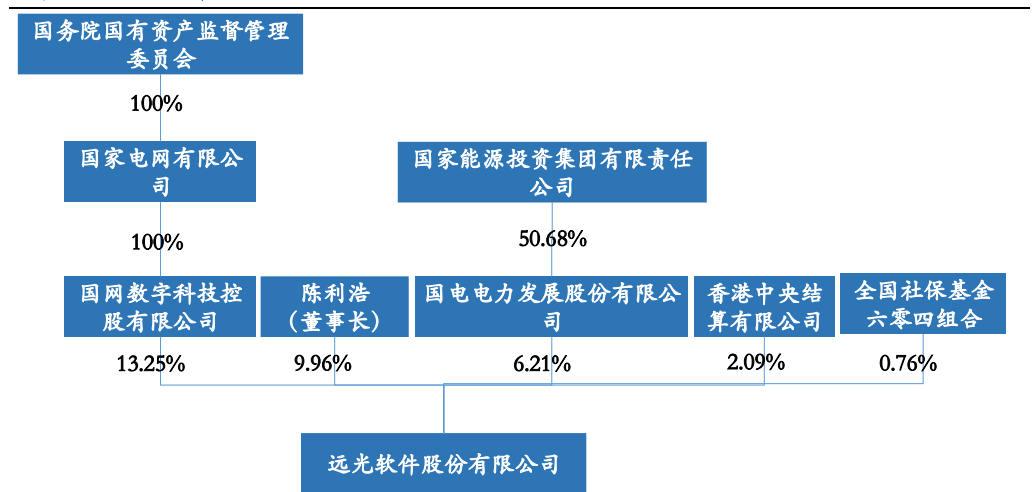 国务院国有资产监督管理
委员会
100%
国家电网有限公
司
国家能源投资集团有限责任
公司
100%
50.68%
国网数字科技控
股有限公司
陈利浩
（董事长）
国电电力发展股份有限公
司
香港中央结
算有限公司
全国社保基金
六零四组合
13.25%
9.96%
6.21%
2.09%
0.76%
远光软件股份有限公司